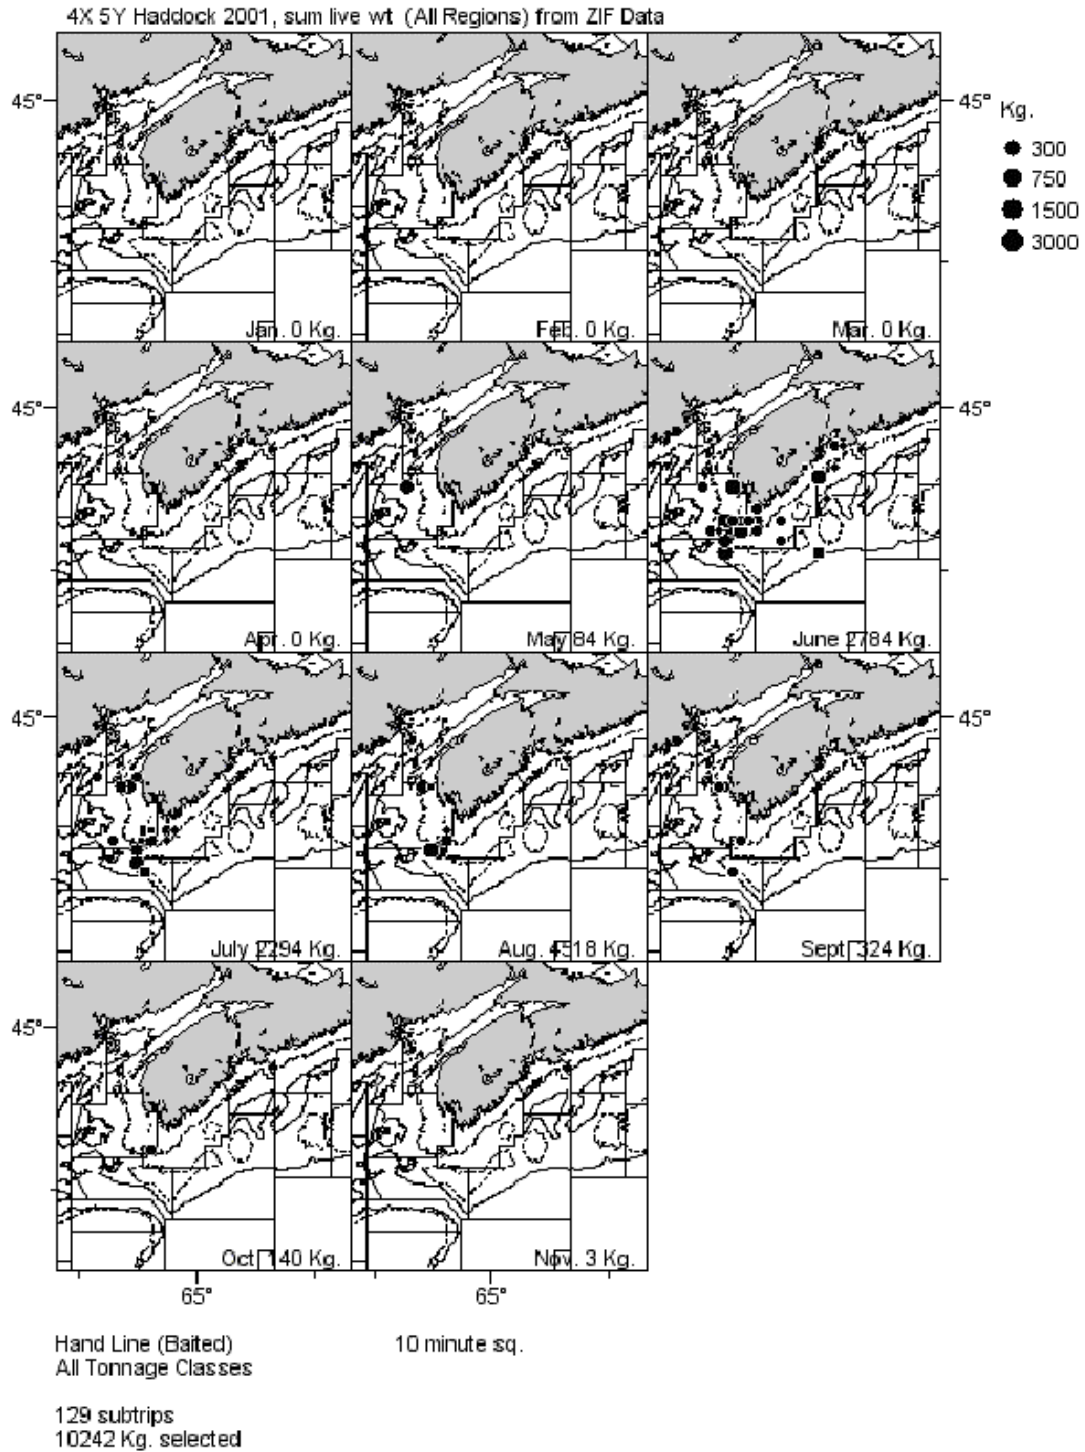 4X 5Y Haddock 2001, sum live wt (All Regions) from ZIF Data
45°
45°
Kg.
300
750
1500
3000
Jan. 0 Kg.
Feb. 0 Kg.
Mar. 0 Kg.
45°
45°
Apr. 0 Kg.
May 84 Kg.
June 2784 Kg.
45°
45°
July 2294 Kg.
Aug. 4518 Kg.
Sept 324 Kg.
45°
Oct 140 Kg.
Nov. 3 Kg.
65°
65°
Hand Line (Baited)
10 minute sq.
All Tonnage Classes
129 subtrips
10242 Kg. selected